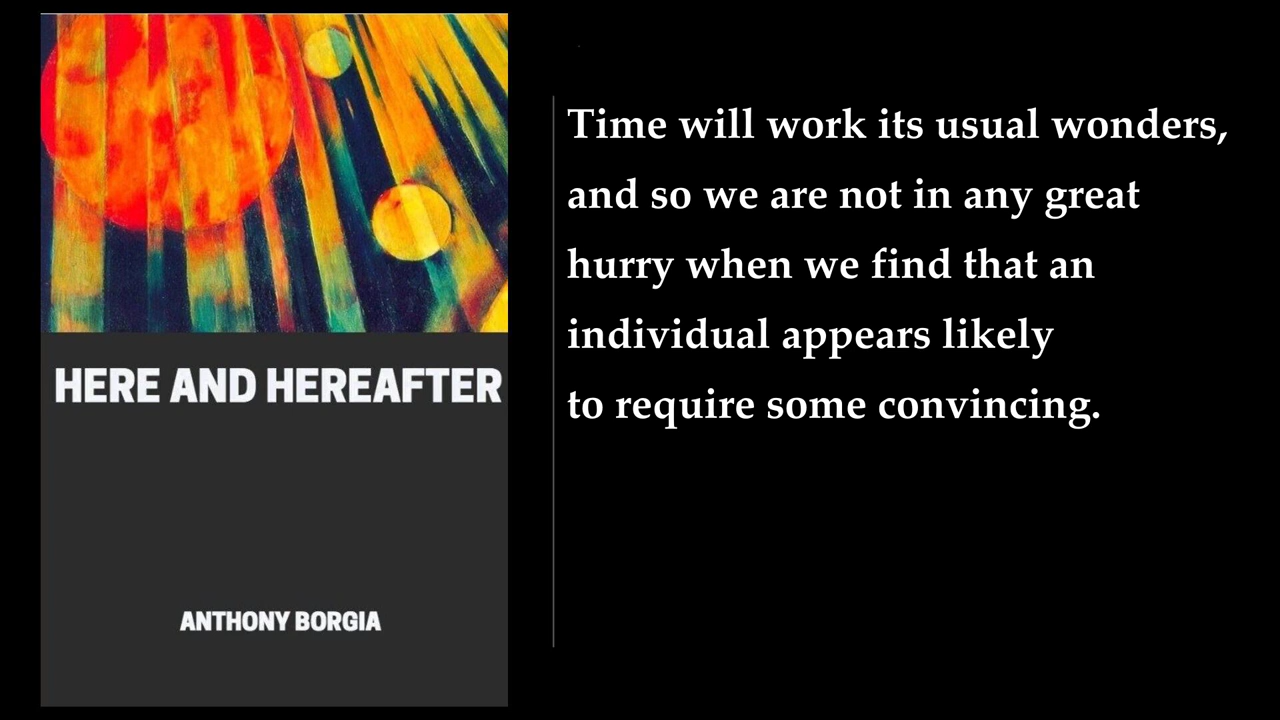 HERE AND HEREAFTER
ANTHONY BORGIA
Time will work its usual wonders,
and so we are not in any great
hurry when we find that an
individual appears likely
to require some convincing.